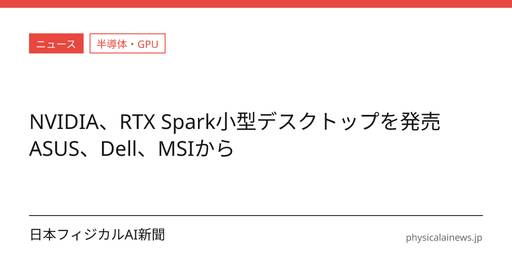 ニュース 半導体・GPU
NVIDIA、RTX Spark小型デスクトップを発売
ASUS、Dell、MSIから
日本フィジカルAI新聞 physicalainews.jp